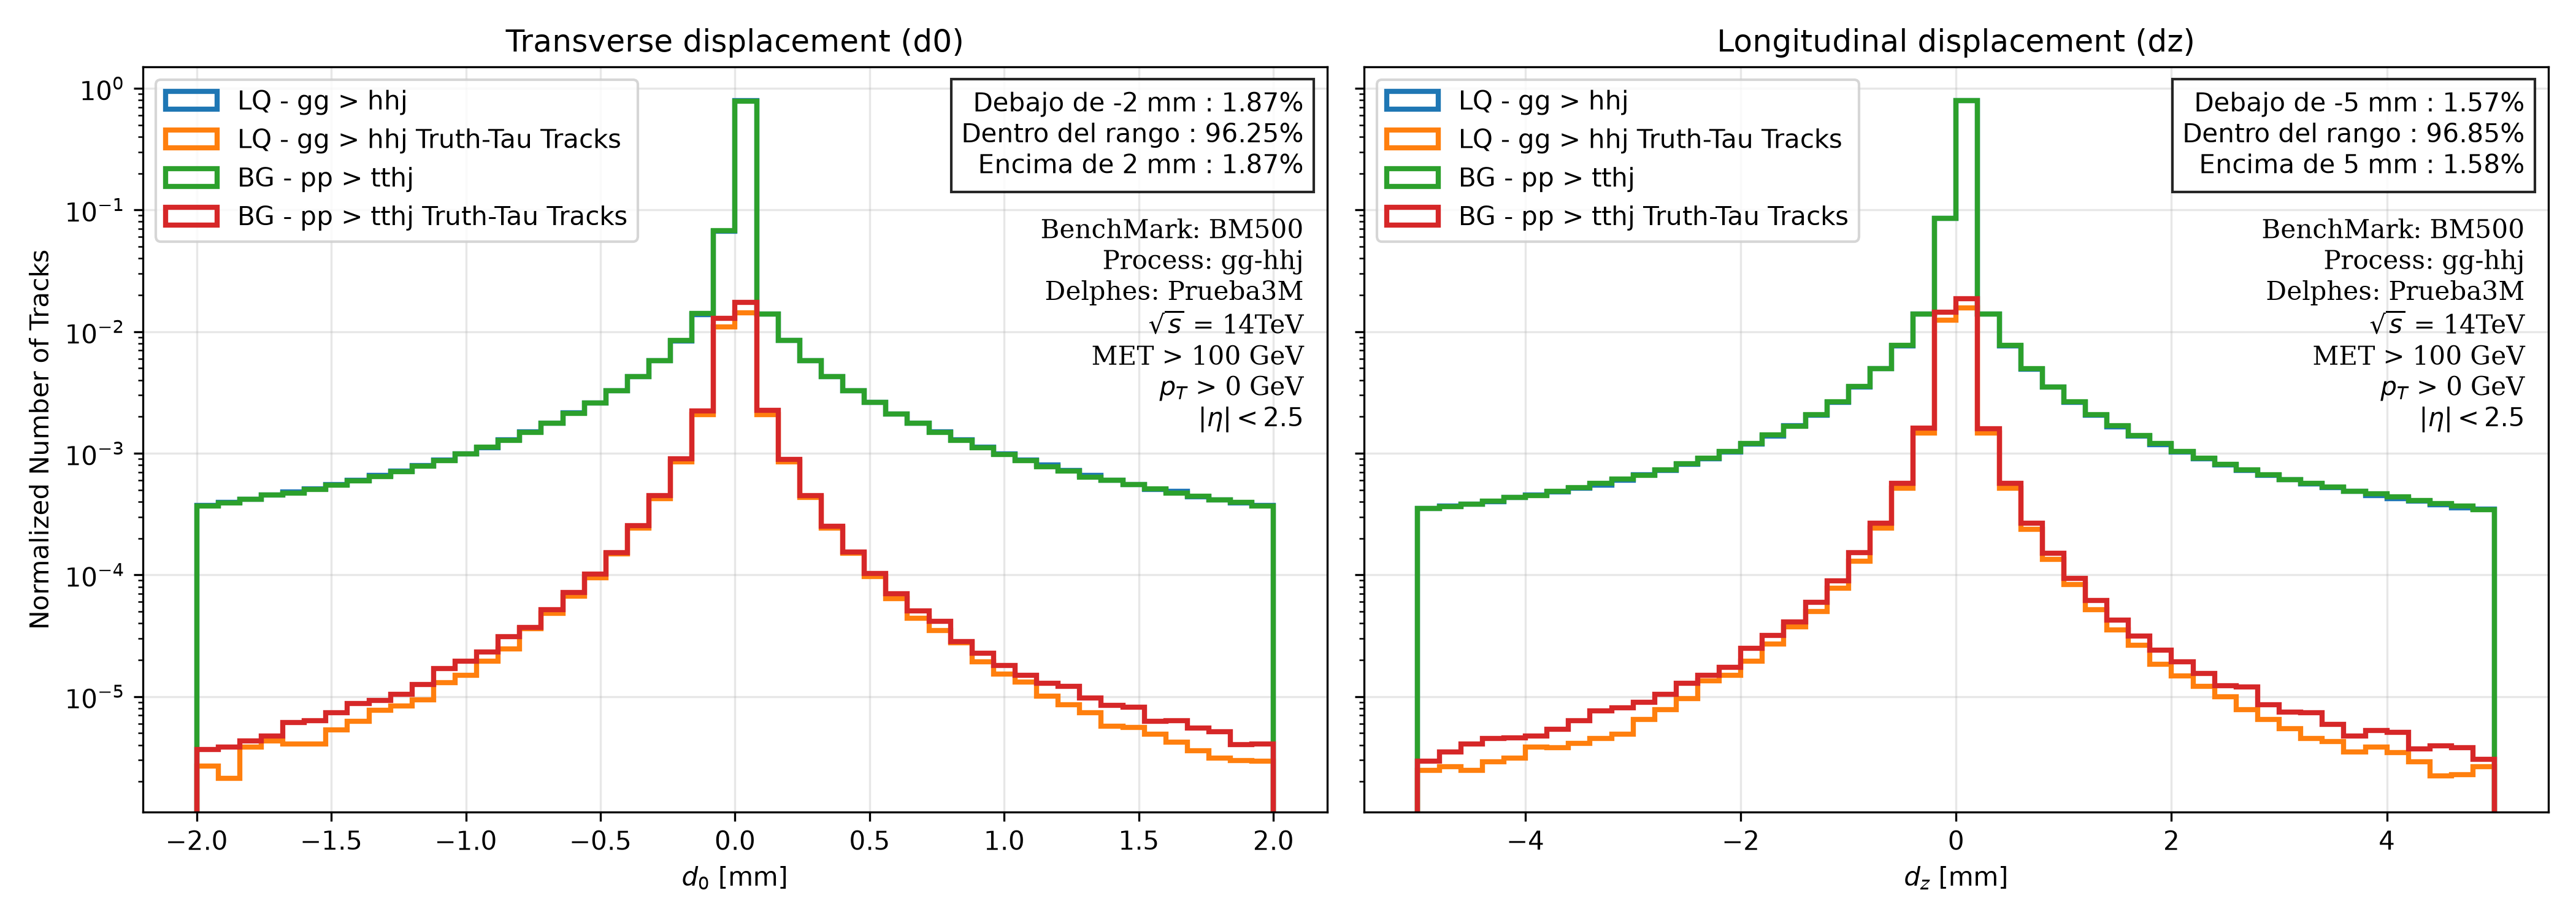 Transverse displacement (d0)
Normalized Number of Tracks
10⁰
10⁻¹
10⁻²
10⁻³
10⁻⁴
10⁻⁵
LQ - gg > hhj
LQ - gg > hhj Truth-Tau Tracks
BG - pp > tthj
BG - pp > tthj Truth-Tau Tracks
Debajo de -2 mm : 1.87%
Dentro del rango : 96.25%
Encima de 2 mm : 1.87%
BenchMark: BM500
Process: gg-hhj
Delphes: Prueba3M
√s = 14TeV
MET > 100 GeV
p_T > 0 GeV
|η| < 2.5
−2.0 −1.5 −1.0 −0.5 0.0 0.5 1.0 1.5 2.0
d₀ [mm]
Longitudinal displacement (dz)
LQ - gg > hhj
LQ - gg > hhj Truth-Tau Tracks
BG - pp > tthj
BG - pp > tthj Truth-Tau Tracks
Debajo de -5 mm : 1.57%
Dentro del rango : 96.85%
Encima de 5 mm : 1.58%
BenchMark: BM500
Process: gg-hhj
Delphes: Prueba3M
√s = 14TeV
MET > 100 GeV
p_T > 0 GeV
|η| < 2.5
−4 −2 0 2 4
d_z [mm]